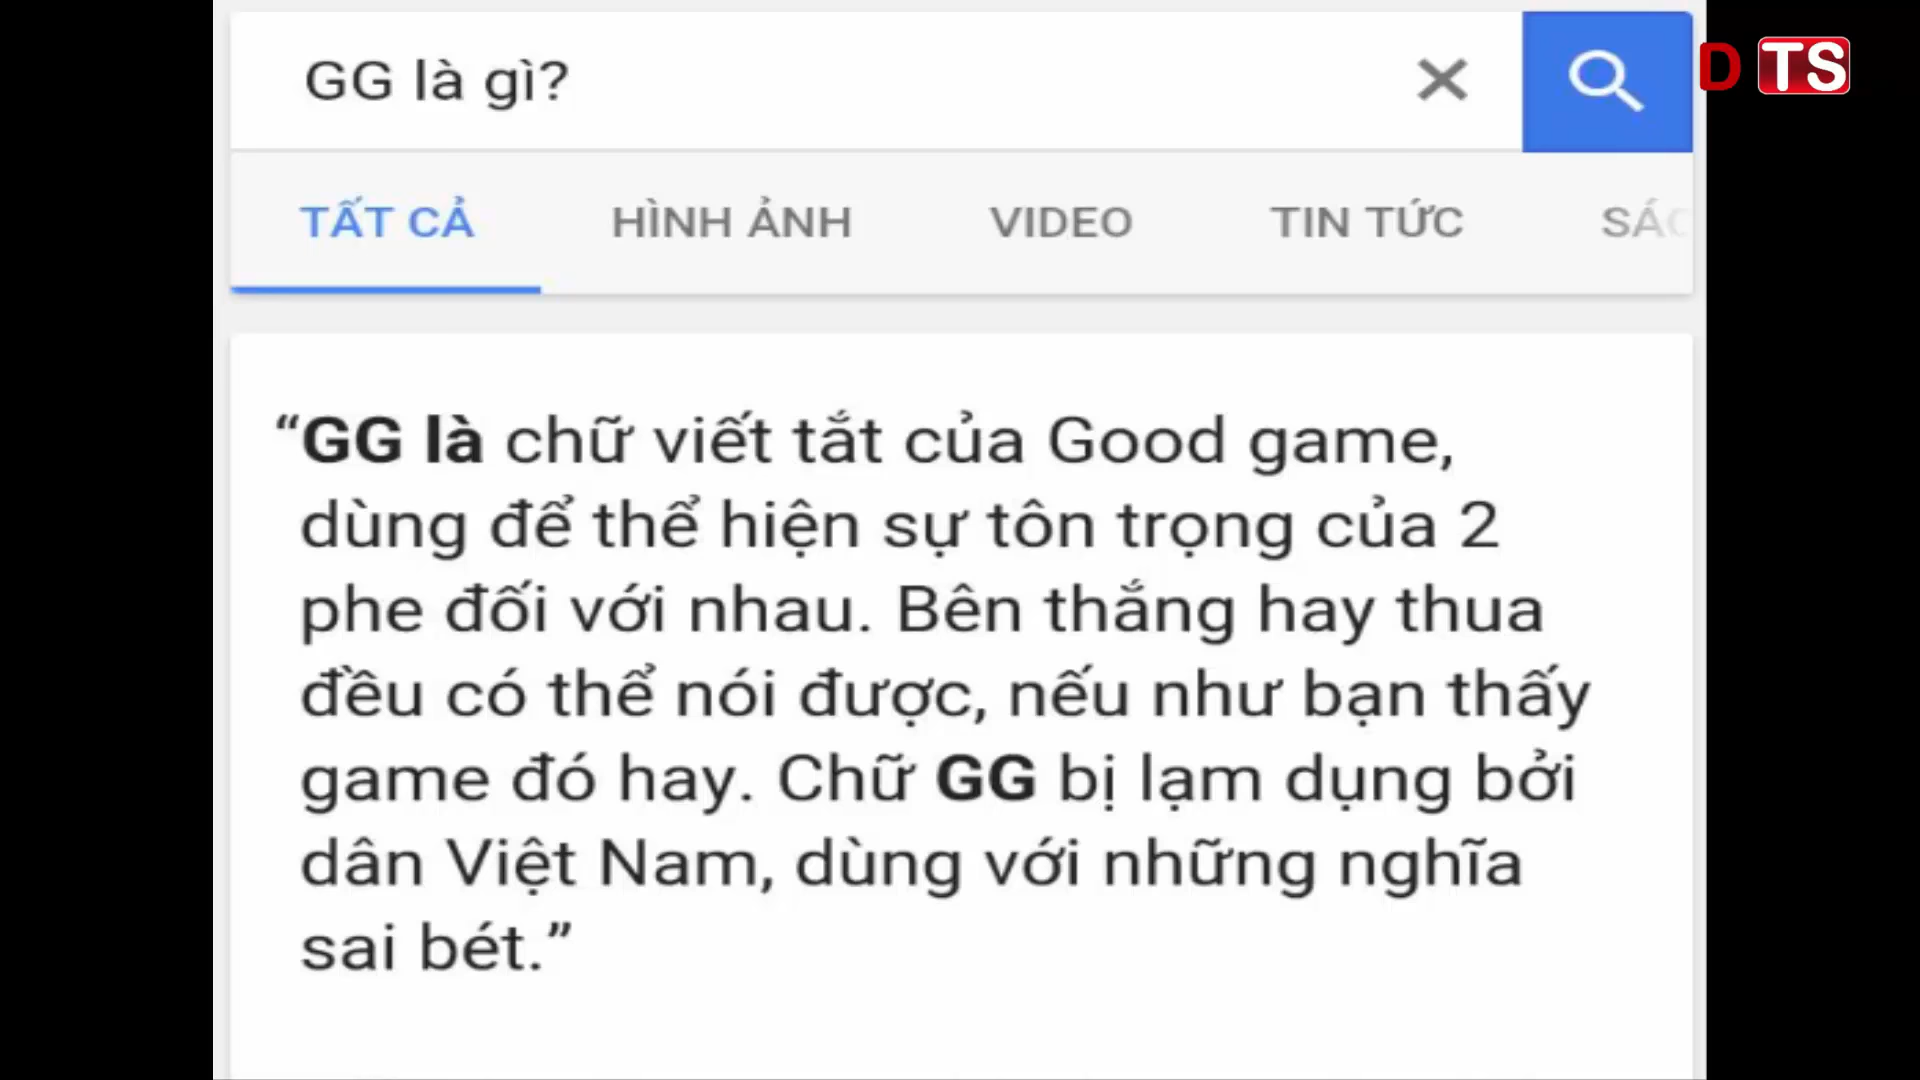 GG là gì?
D TS
TẤT CẢ HÌNH ẢNH VIDEO TIN TỨC SÁC
“GG là chữ viết tắt của Good game,
dùng để thể hiện sự tôn trọng của 2
phe đối với nhau. Bên thắng hay thua
đều có thể nói được, nếu như bạn thấy
game đó hay. Chữ GG bị lạm dụng bởi
dân Việt Nam, dùng với những nghĩa
sai bét.”